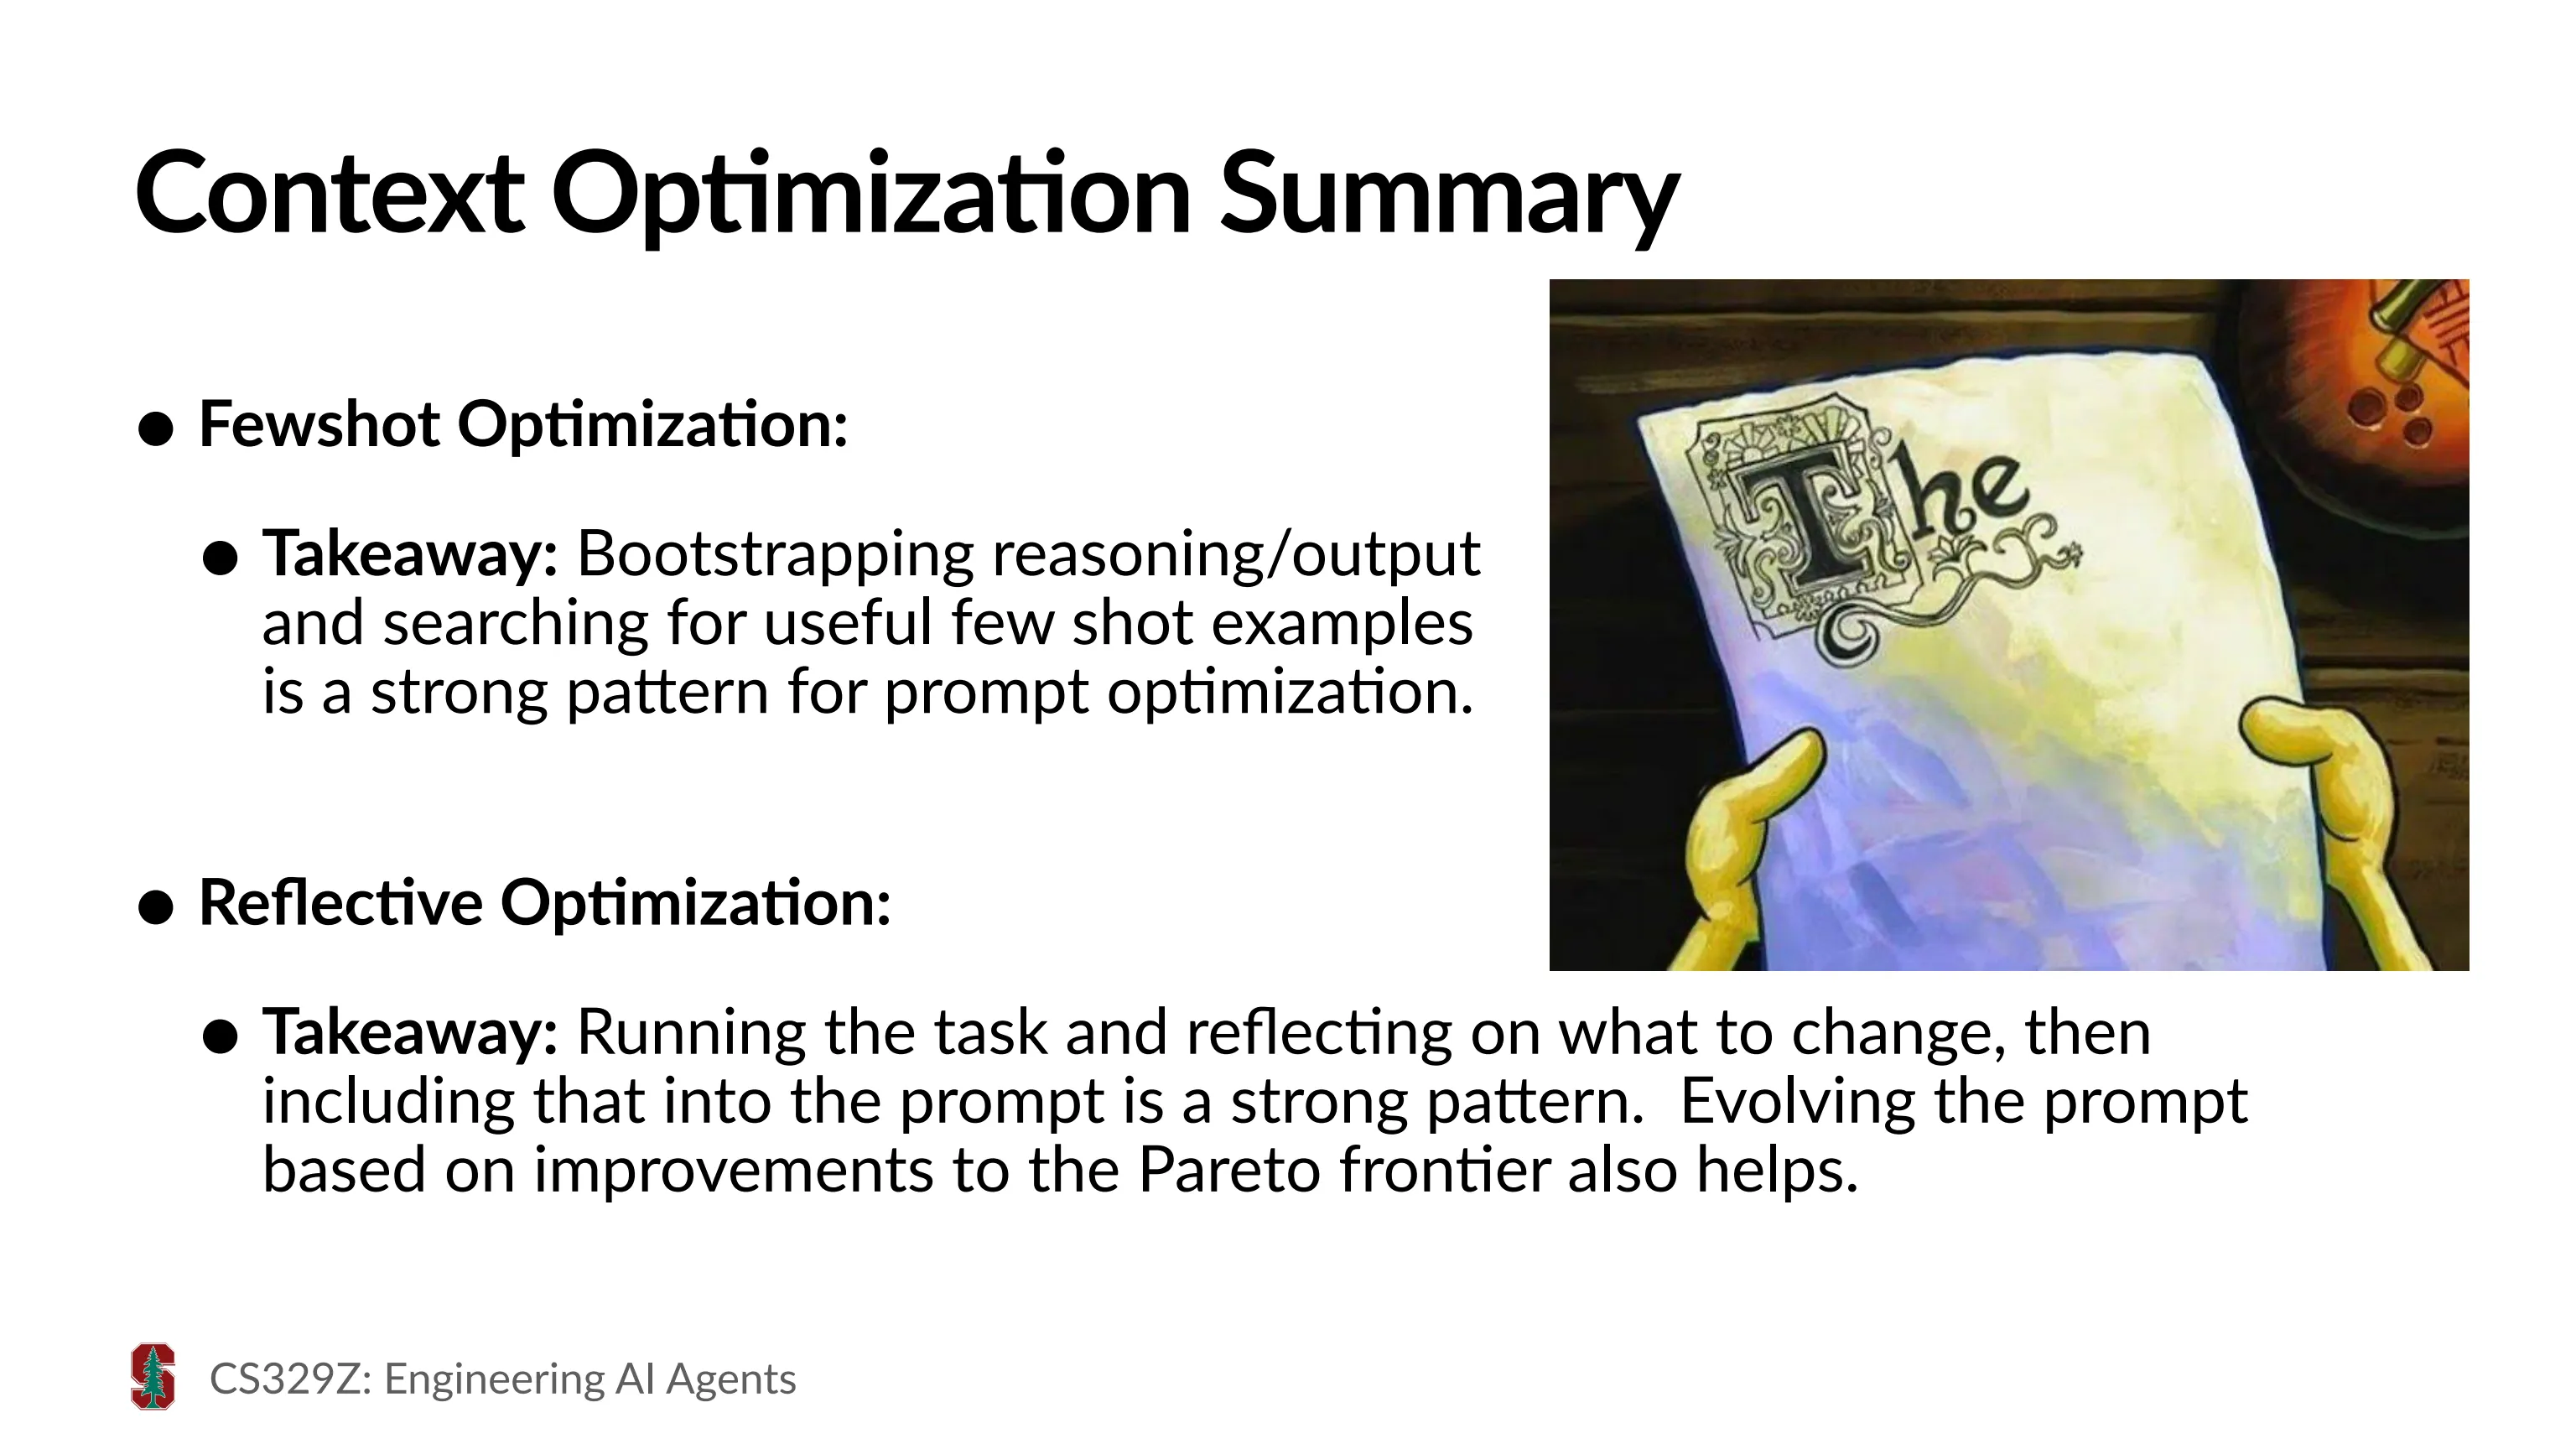 Context Optimization Summary
● Fewshot Optimization:
● Takeaway: Bootstrapping reasoning/output
and searching for useful few shot examples
is a strong pattern for prompt optimization.
The
● Reflective Optimization:
● Takeaway: Running the task and reflecting on what to change, then
including that into the prompt is a strong pattern.  Evolving the prompt
based on improvements to the Pareto frontier also helps.
S
CS329Z: Engineering AI Agents